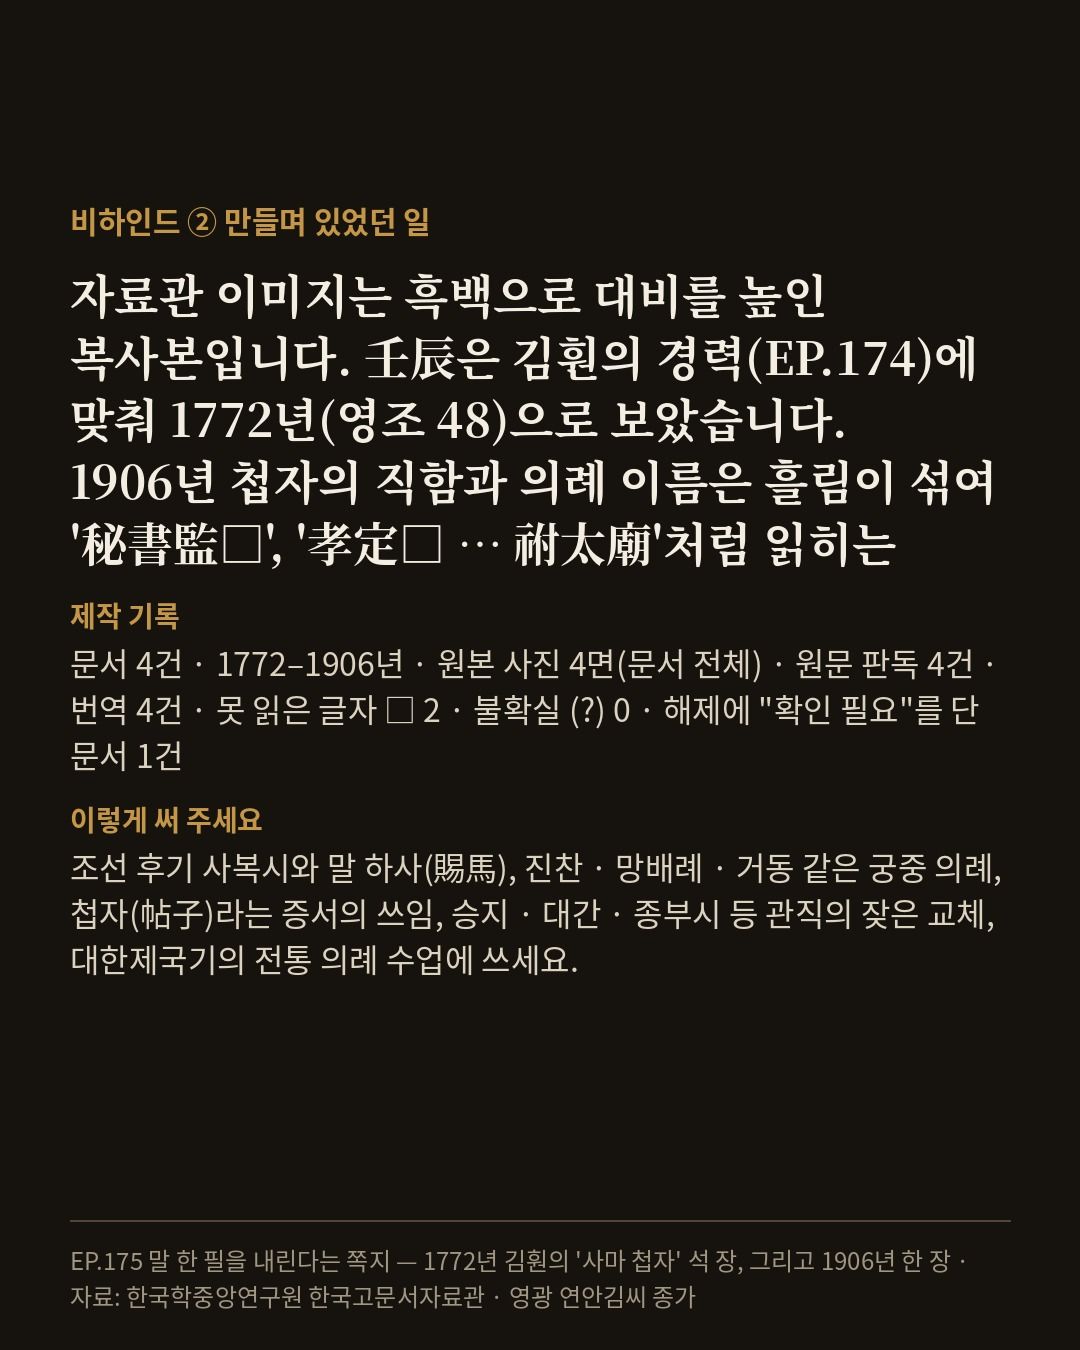 비하인드 ② 만들며 있었던 일
자료관 이미지는 흑백으로 대비를 높인
복사본입니다. 壬辰은 김훤의 경력(EP.174)에
맞춰 1772년(영조 48)으로 보았습니다.
1906년 첩자의 직함과 의례 이름은 흘림이 섞여
'秘書監□', '孝定□ … 祔太廟'처럼 읽히는
제작 기록
문서 4건 · 1772–1906년 · 원본 사진 4면(문서 전체) · 원문 판독 4건 ·
번역 4건 · 못 읽은 글자 □ 2 · 불확실 (?) 0 · 해제에 "확인 필요"를 단
문서 1건
이렇게 써 주세요
조선 후기 사복시와 말 하사(賜馬), 진찬 · 망배례 · 거동 같은 궁중 의례,
첩자(帖子)라는 증서의 쓰임, 승지 · 대간 · 종부시 등 관직의 잦은 교체,
대한제국기의 전통 의례 수업에 쓰세요.
EP.175 말 한 필을 내린다는 쪽지 — 1772년 김훤의 '사마 첩자' 석 장, 그리고 1906년 한 장 ·
자료: 한국학중앙연구원 한국고문서자료관 · 영광 연안김씨 종가